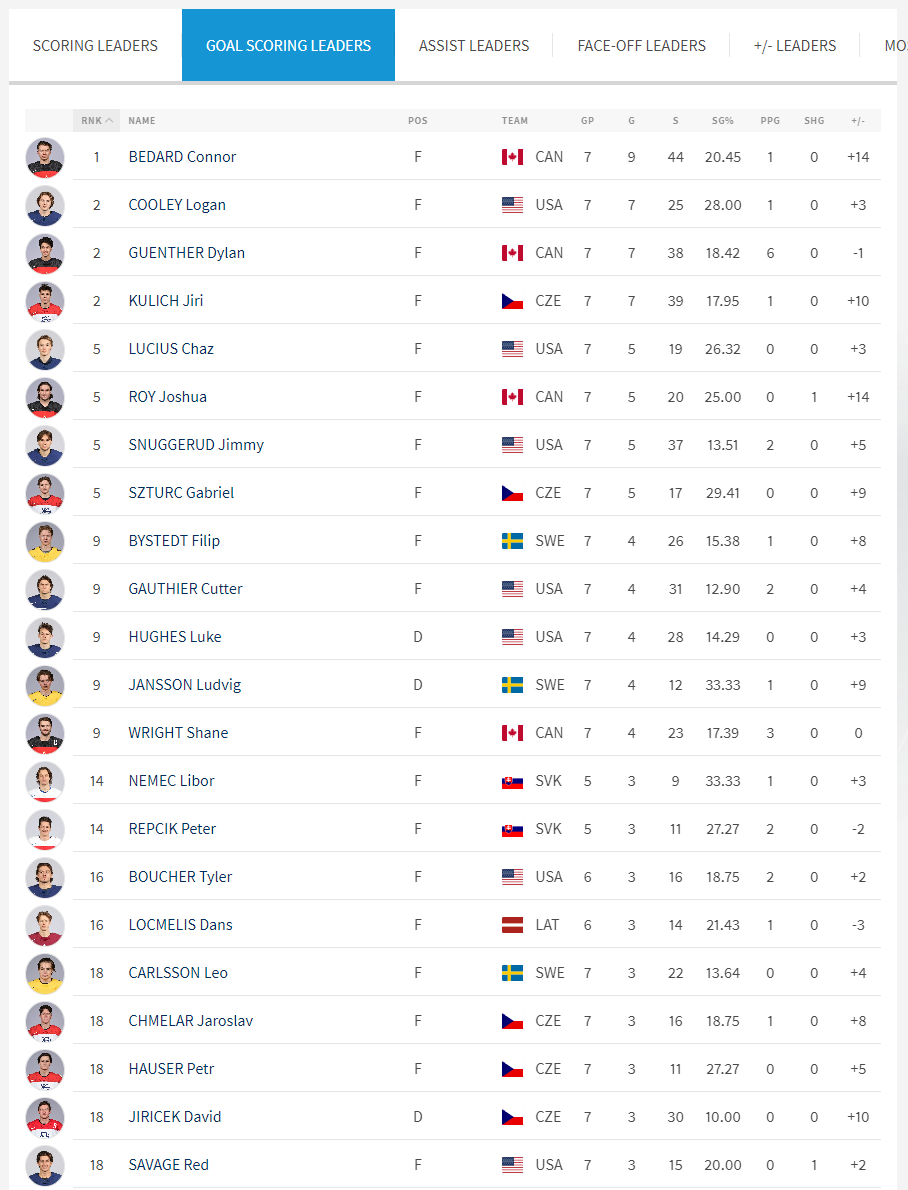 SCORING LEADERS GOAL SCORING LEADERS ASSIST LEADERS FACE-OFF LEADERS +/- LEADERS MO
RNK NAME POS TEAM GP G S SG% PPG SHG +/-
1 BEDARD Connor F CAN 7 9 44 20.45 1 0 +14
2 COOLEY Logan F USA 7 7 25 28.00 1 0 +3
2 GUENTHER Dylan F CAN 7 7 38 18.42 6 0 -1
2 KULICH Jiri F CZE 7 7 39 17.95 1 0 +10
5 LUCIUS Chaz F USA 7 5 19 26.32 0 0 +3
5 ROY Joshua F CAN 7 5 20 25.00 0 1 +14
5 SNUGGERUD Jimmy F USA 7 5 37 13.51 2 0 +5
5 SZTURC Gabriel F CZE 7 5 17 29.41 0 0 +9
9 BYSTEDT Filip F SWE 7 4 26 15.38 1 0 +8
9 GAUTHIER Cutter F USA 7 4 31 12.90 2 0 +4
9 HUGHES Luke D USA 7 4 28 14.29 0 0 +3
9 JANSSON Ludvig D SWE 7 4 12 33.33 1 0 +9
9 WRIGHT Shane F CAN 7 4 23 17.39 3 0 0
14 NEMEC Libor F SVK 5 3 9 33.33 1 0 +3
14 REPCIK Peter F SVK 5 3 11 27.27 2 0 -2
16 BOUCHER Tyler F USA 6 3 16 18.75 2 0 +2
16 LOCMELIS Dans F LAT 6 3 14 21.43 1 0 -3
18 CARLSSON Leo F SWE 7 3 22 13.64 0 0 +4
18 CHMELAR Jaroslav F CZE 7 3 16 18.75 1 0 +8
18 HAUSER Petr F CZE 7 3 11 27.27 0 0 +5
18 JIRICEK David D CZE 7 3 30 10.00 0 0 +10
18 SAVAGE Red F USA 7 3 15 20.00 0 1 +2